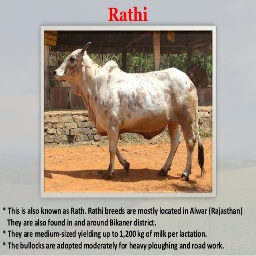 Rathi
* This is also known as Rath. Rathi breeds are mostly located in Alwar (Rajasthan)
They are also found in and around Bikaner district.
* They are medium-sized yielding up to 1,200 kg of milk per lactation.
* The bullocks are adopted moderately for heavy ploughing and road work.